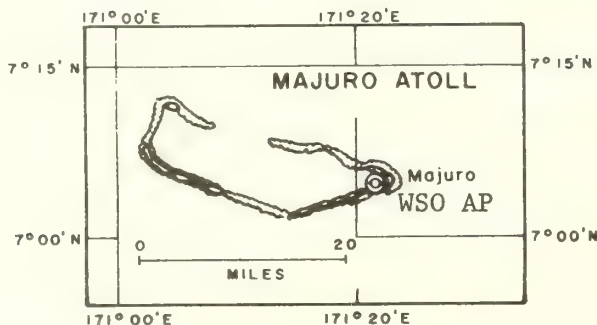 171° 00' E 171° 20' E
7° 15' N 7° 15' N
MAJURO ATOLL
Majuro
WSO AP
7° 00' N 7° 00' N
0 20
MILES
171° 00' E 171° 20' E